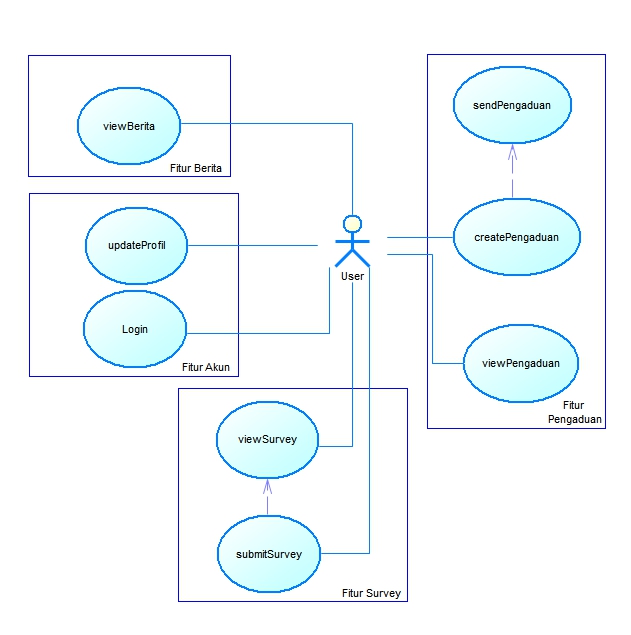 viewBerita
Fitur Berita
updateProfil
Login
Fitur Akun
User
sendPengaduan
createPengaduan
viewPengaduan
Fitur
Pengaduan
viewSurvey
submitSurvey
Fitur Survey